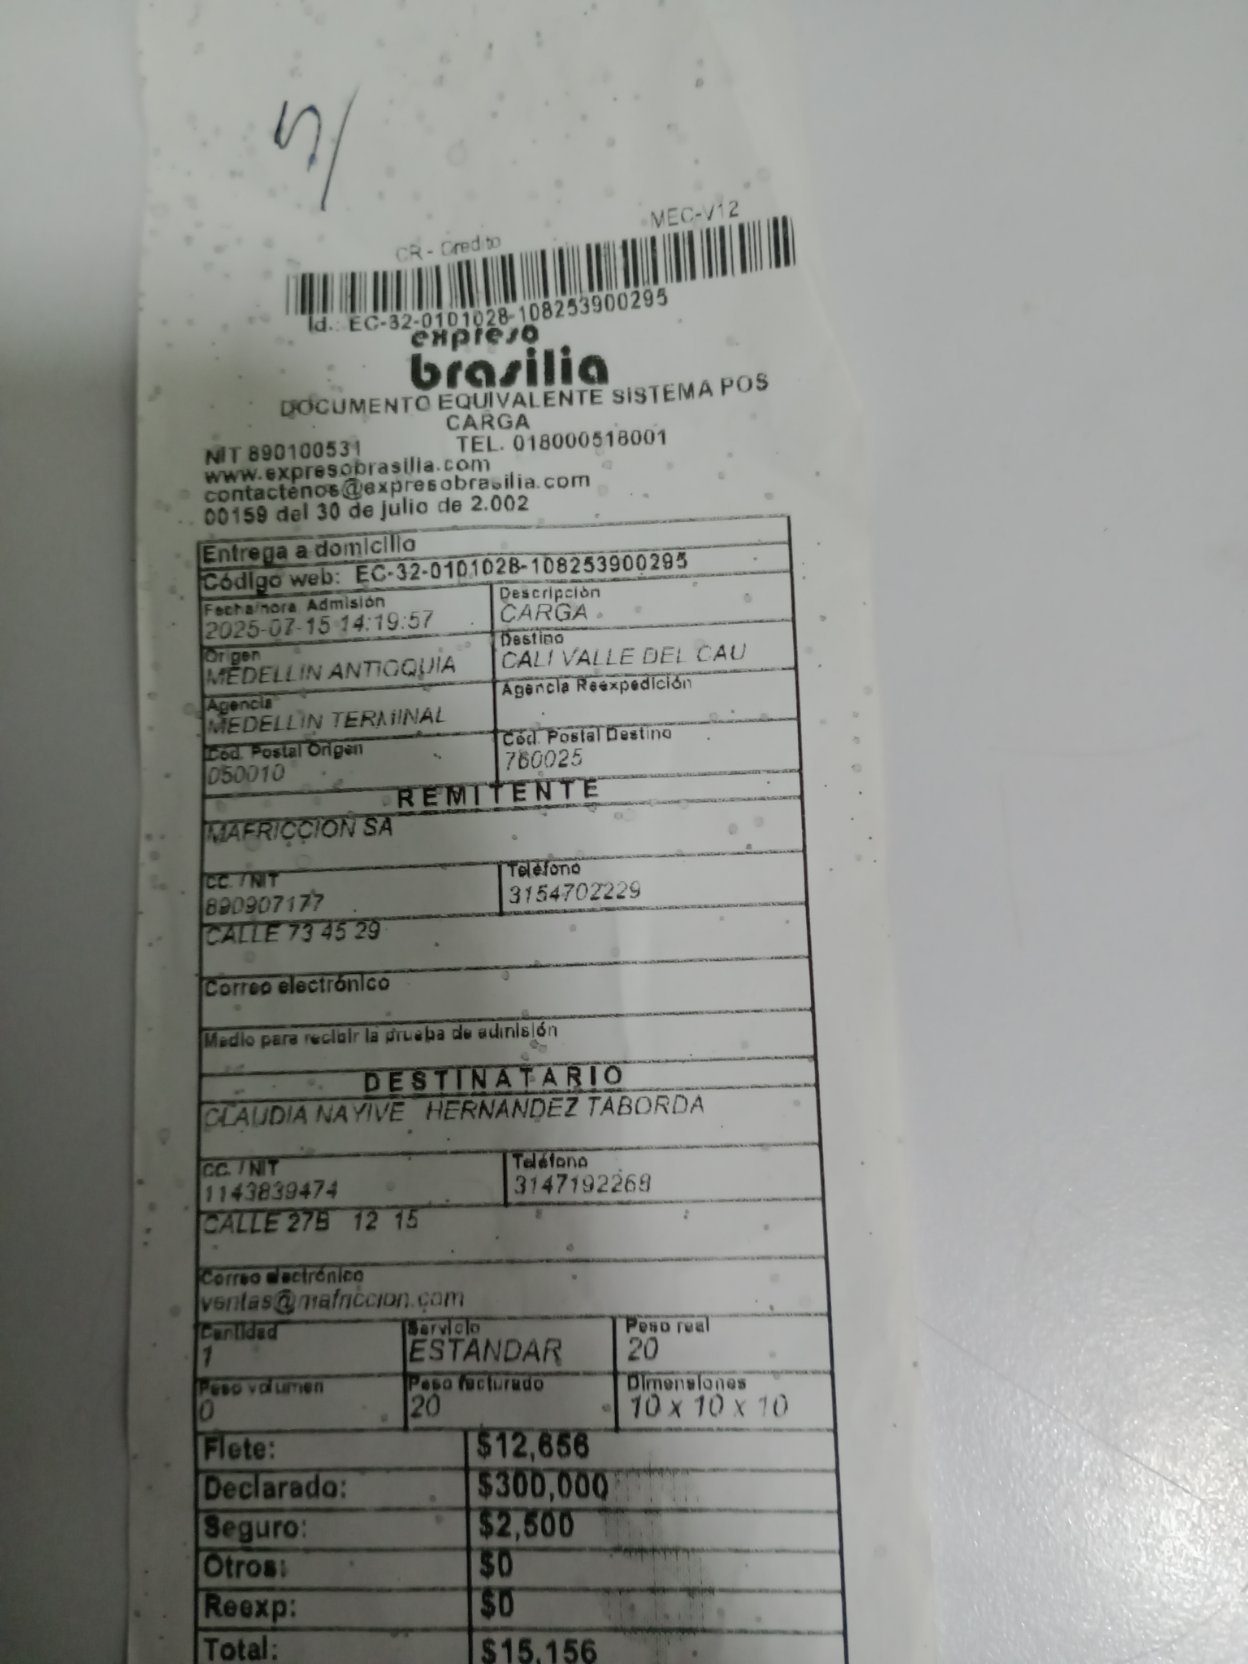 MEC-V12
CR - Credito
Id.: EC-32-0101028-108253900295
expreso
brasilia
DOCUMENTO EQUIVALENTE SISTEMA POS
CARGA
NIT 890100531 TEL. 018000518001
www.expresobrasilia.com
contactenos@expresobrasilia.com
00159 del 30 de julio de 2.002
Entrega a domicilio
Código web: EC-32-0101028-108253900295
Fecha/hora Admisión Descripción
2025-07-15 14:19:57 CARGA
Origen Destino
MEDELLIN ANTIOQUIA CALI VALLE DEL CAU
Agencia Agencia Reexpedición
MEDELLIN TERMINAL
Cód. Postal Origen Cód. Postal Destino
050010 760025
REMITENTE
MAFRICCION SA
CC. / NIT Teléfono
890907177 3154702229
CALLE 73 45 29
Correo electrónico
Medio para recibir la prueba de admisión
DESTINATARIO
CLAUDIA NAYIVE HERNANDEZ TABORDA
CC. / NIT Teléfono
1143839474 3147192268
CALLE 27B 12 15
Correo electrónico
ventas@mafriccion.com
Cantidad Servicio Peso real
1 ESTANDAR 20
Peso volumen Peso facturado Dimensiones
0 20 10 x 10 x 10
Flete: $12,656
Declarado: $300,000
Seguro: $2,500
Otros: $0
Reexp: $0
Total: $15,156